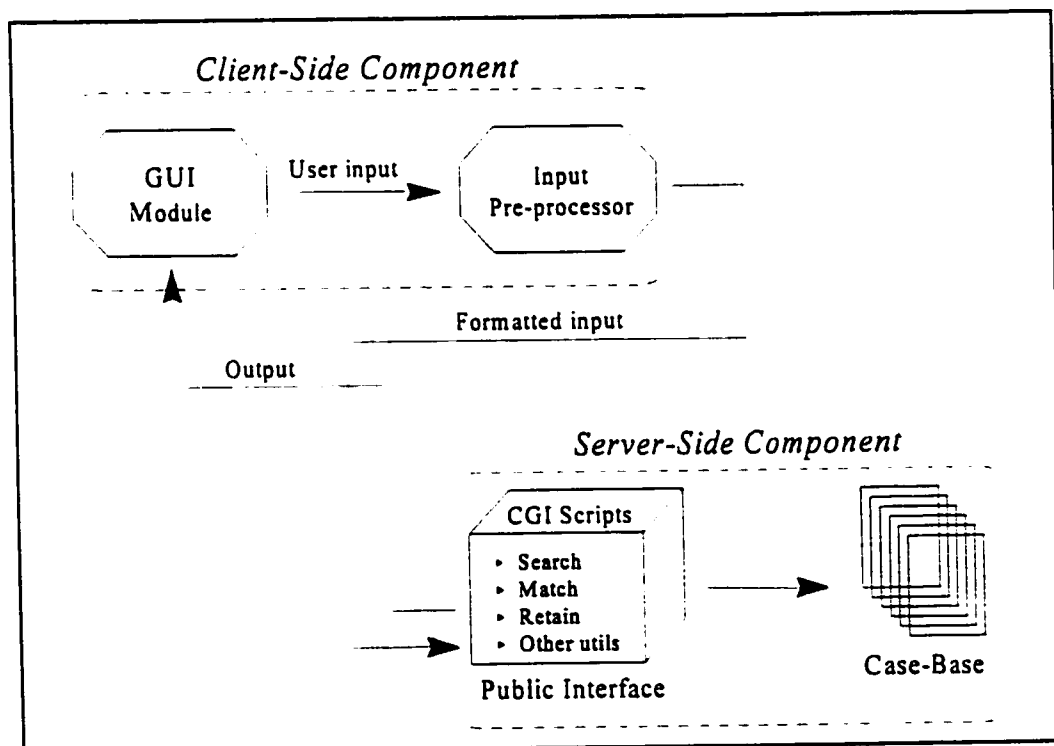 Client-Side Component
GUI
Module
User input
Input
Pre-processor
Formatted input
Output
Server-Side Component
CGI Scripts
▸ Search
▸ Match
▸ Retain
▸ Other utils
Public Interface
Case-Base